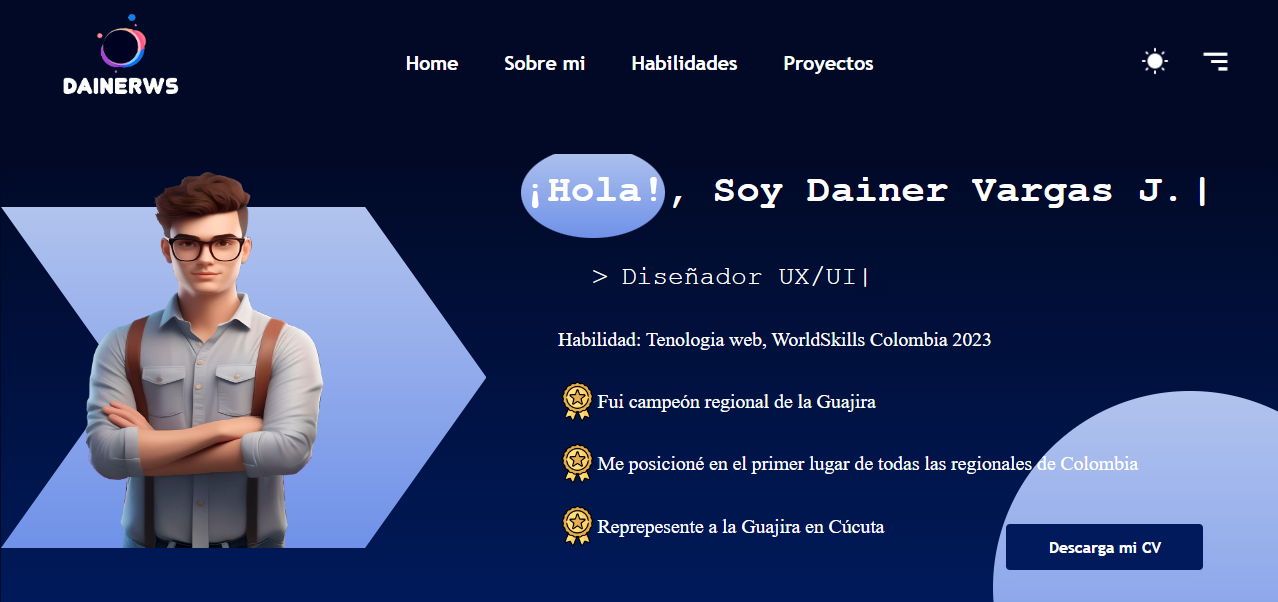 DAINERWS
Home Sobre mi Habilidades Proyectos
¡Hola!, Soy Dainer Vargas J.|
> Diseñador UX/UI|
Habilidad: Tenologia web, WorldSkills Colombia 2023
Fui campeón regional de la Guajira
Me posicioné en el primer lugar de todas las regionales de Colombia
Reprepesente a la Guajira en Cúcuta
Descarga mi CV